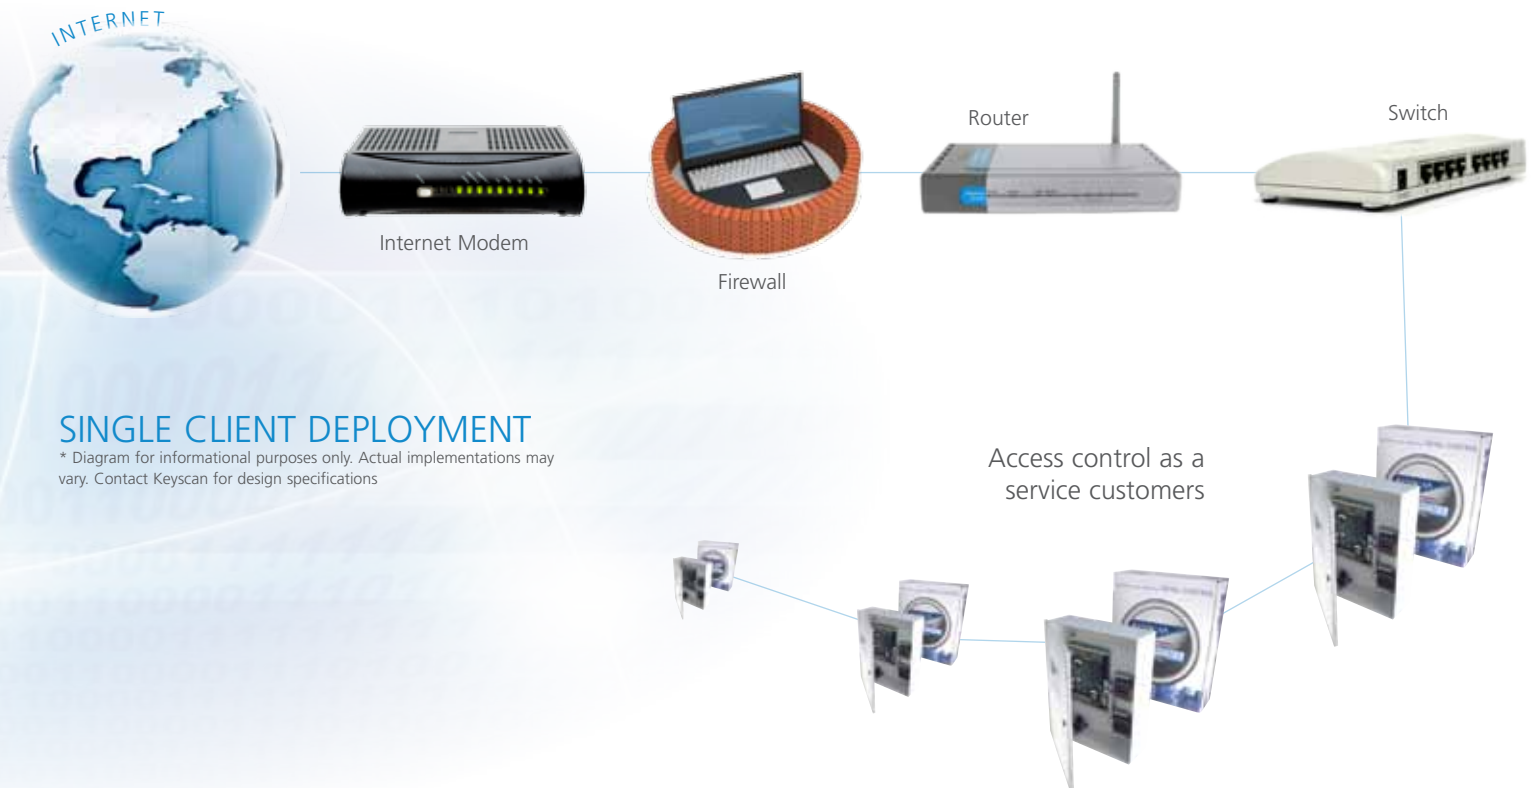 INTERNET
Router
Switch
Internet Modem
Firewall
SINGLE CLIENT DEPLOYMENT
* Diagram for informational purposes only. Actual implementations may
vary. Contact Keyscan for design specifications
Access control as a
service customers